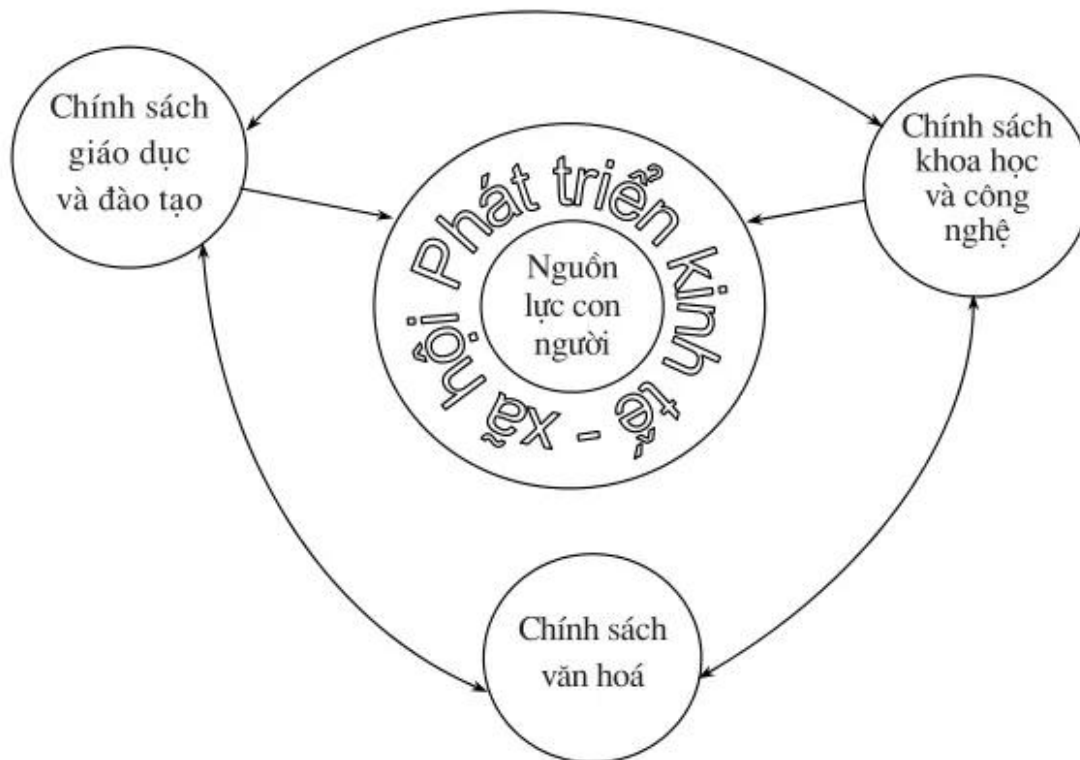 Chính sách
giáo dục
và đào tạo
Chính sách
khoa học
và công
nghệ
Phát triển kinh tế - xã hội
Nguồn
lực con
người
Chính sách
văn hoá